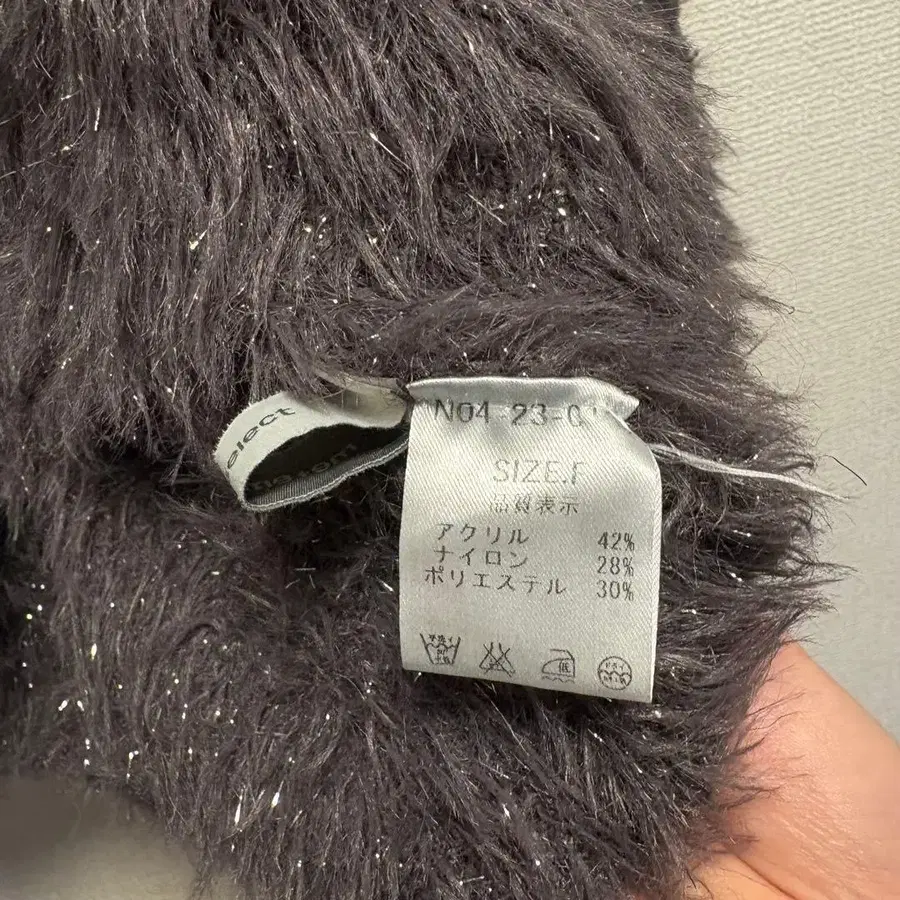 select
N04 23-0
SIZE.F
品質表示
アクリル 42%
ナイロン 28%
ポリエステル 30%
低